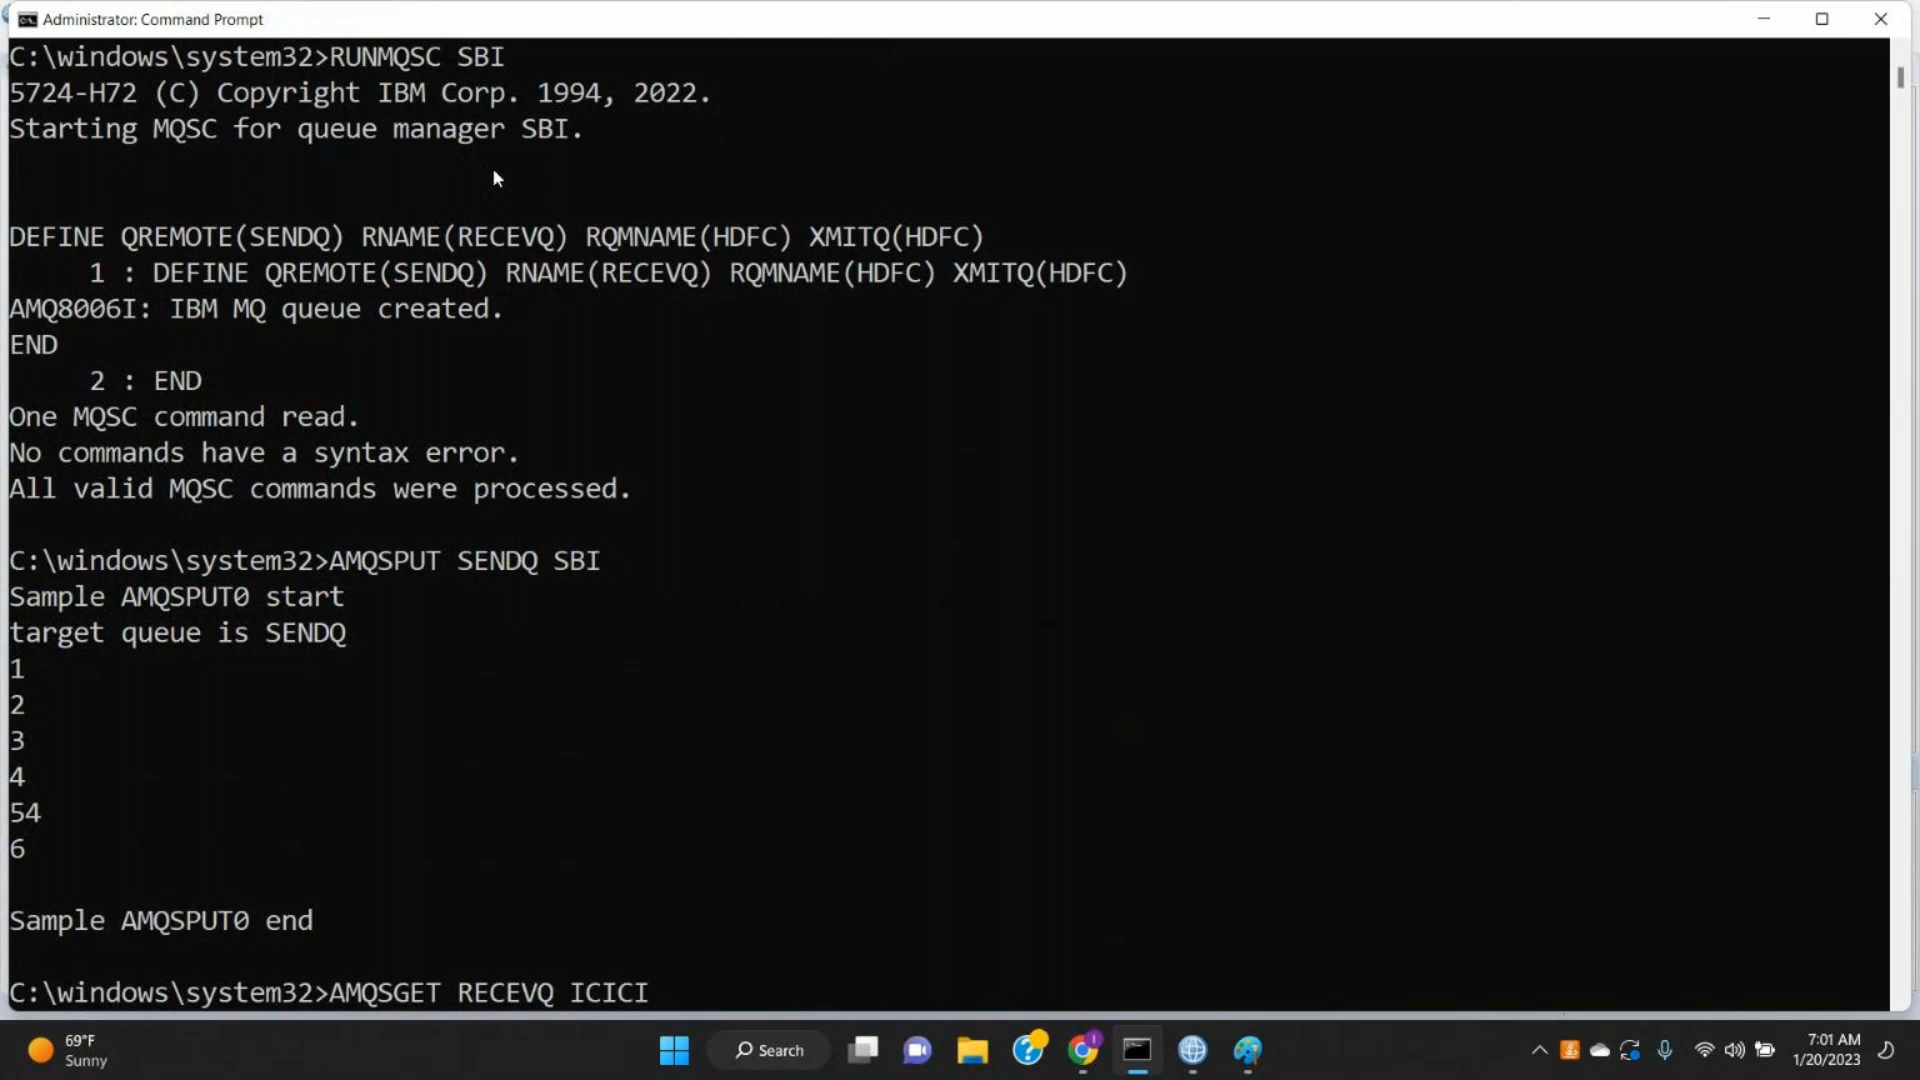 Administrator: Command Prompt
C:\windows\system32>RUNMQSC SBI
5724-H72 (C) Copyright IBM Corp. 1994, 2022.
Starting MQSC for queue manager SBI.
DEFINE QREMOTE(SENDQ) RNAME(RECEVQ) RQMNAME(HDFC) XMITQ(HDFC)
1 : DEFINE QREMOTE(SENDQ) RNAME(RECEVQ) RQMNAME(HDFC) XMITQ(HDFC)
AMQ8006I: IBM MQ queue created.
END
2 : END
One MQSC command read.
No commands have a syntax error.
All valid MQSC commands were processed.
C:\windows\system32>AMQSPUT SENDQ SBI
Sample AMQSPUT0 start
target queue is SENDQ
1
2
3
4
54
6
Sample AMQSPUT0 end
C:\windows\system32>AMQSGET RECEVQ ICICI
69°F
Sunny
Search
7:01 AM
1/20/2023